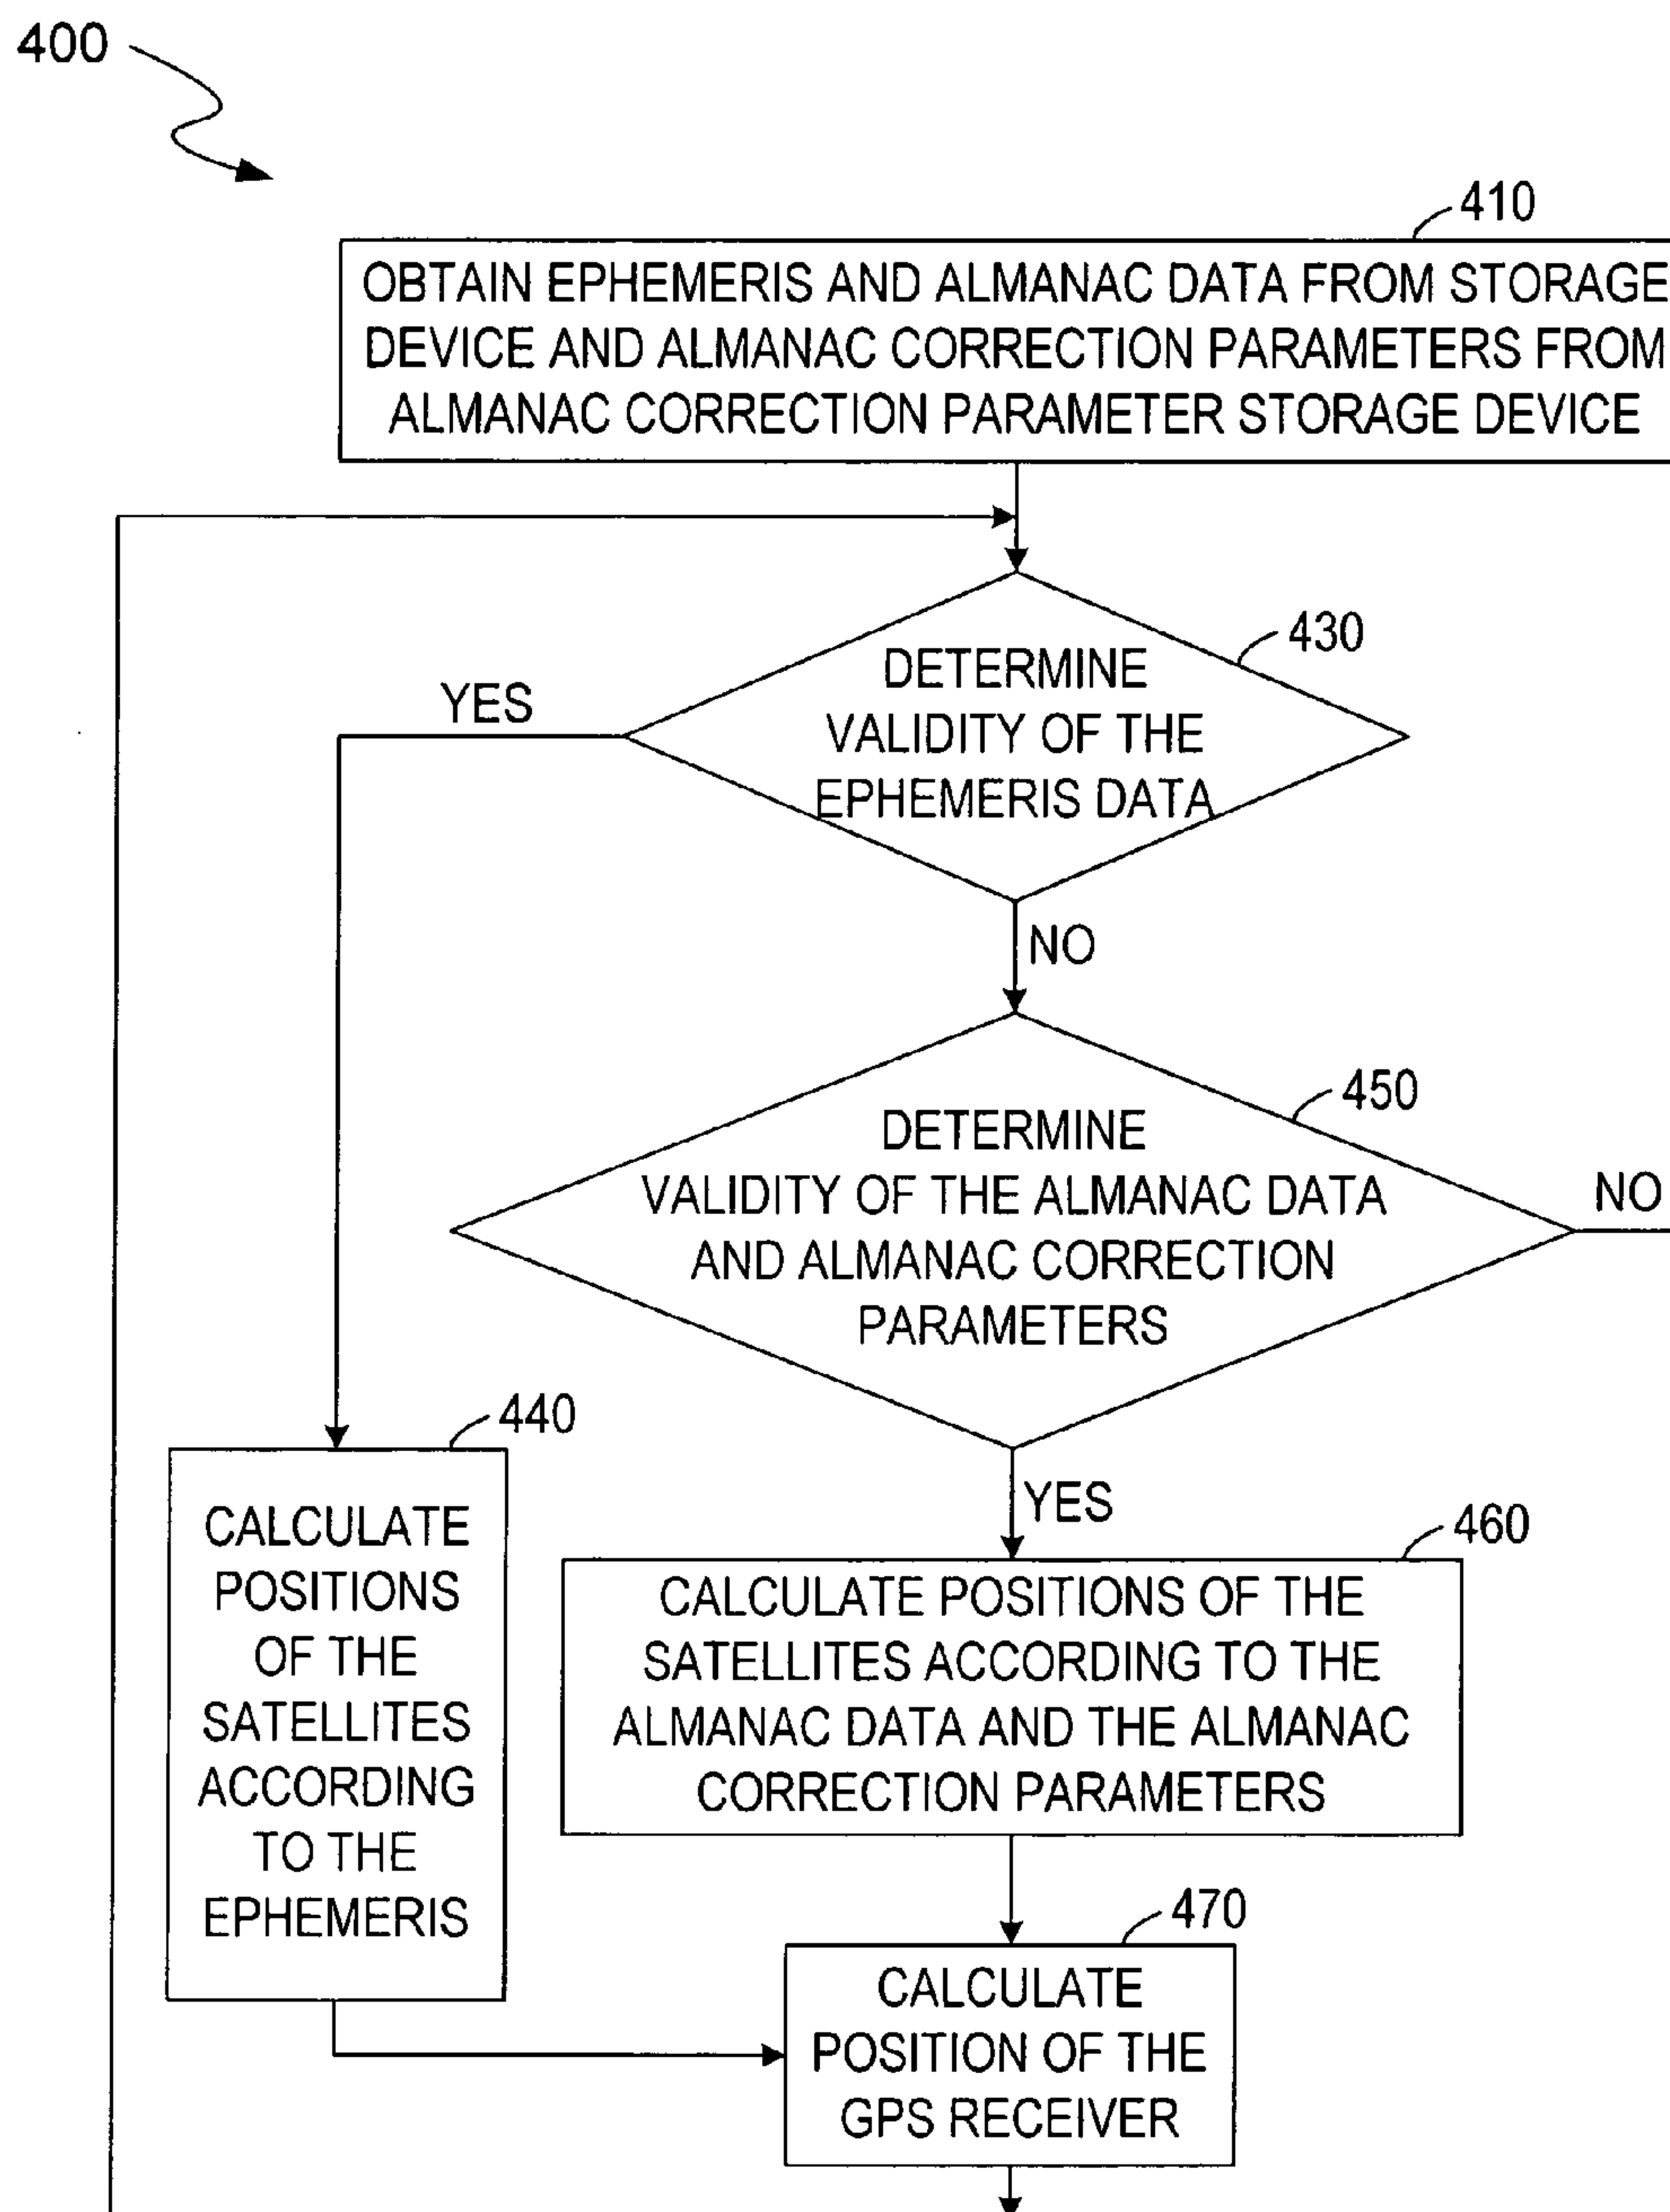 400
410
OBTAIN EPHEMERIS AND ALMANAC DATA FROM STORAGE
DEVICE AND ALMANAC CORRECTION PARAMETERS FROM
ALMANAC CORRECTION PARAMETER STORAGE DEVICE
430
DETERMINE
VALIDITY OF THE
EPHEMERIS DATA
YES
NO
450
DETERMINE
VALIDITY OF THE ALMANAC DATA
AND ALMANAC CORRECTION
PARAMETERS
NO
YES
440
CALCULATE
POSITIONS
OF THE
SATELLITES
ACCORDING
TO THE
EPHEMERIS
460
CALCULATE POSITIONS OF THE
SATELLITES ACCORDING TO THE
ALMANAC DATA AND THE ALMANAC
CORRECTION PARAMETERS
470
CALCULATE
POSITION OF THE
GPS RECEIVER